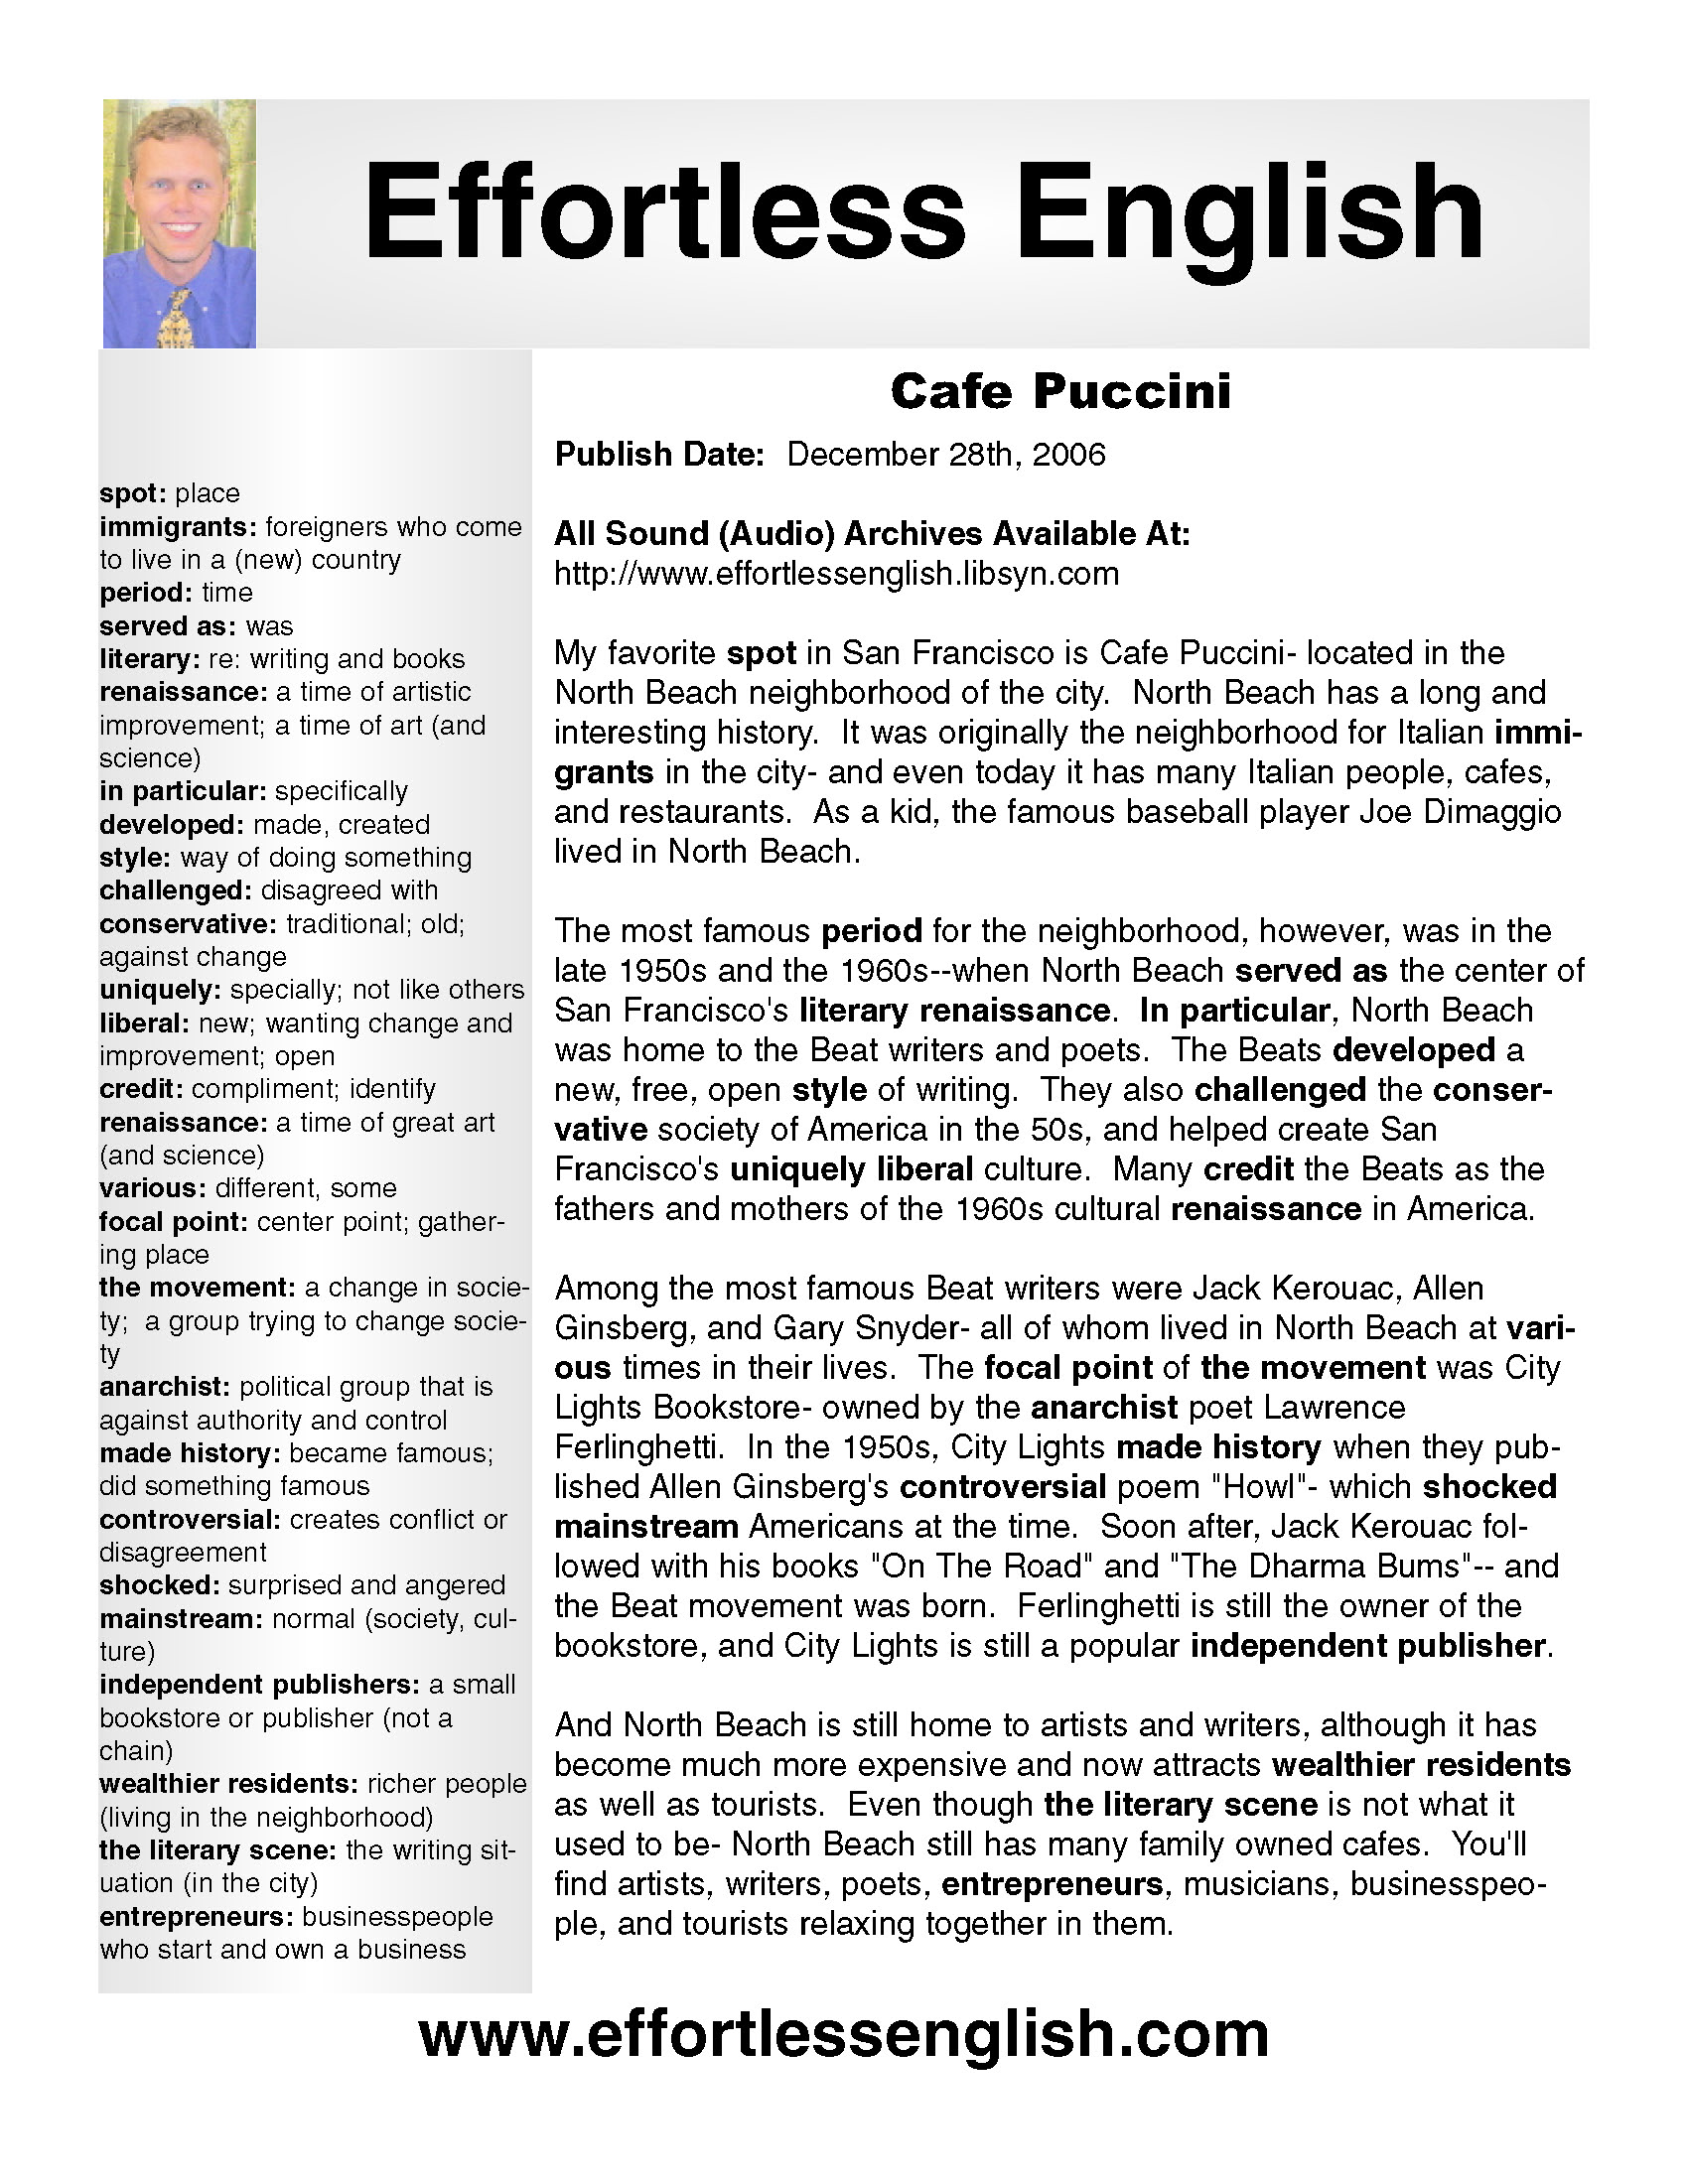 Effortless English
spot: place
immigrants: foreigners who come
to live in a (new) country
period: time
served as: was
literary: re: writing and books
renaissance: a time of artistic
improvement; a time of art (and
science)
in particular: specifically
developed: made, created
style: way of doing something
challenged: disagreed with
conservative: traditional; old;
against change
uniquely: specially; not like others
liberal: new; wanting change and
improvement; open
credit: compliment; identify
renaissance: a time of great art
(and science)
various: different, some
focal point: center point; gather-
ing place
the movement: a change in socie-
ty;  a group trying to change socie-
ty
anarchist: political group that is
against authority and control
made history: became famous;
did something famous
controversial: creates conflict or
disagreement
shocked: surprised and angered
mainstream: normal (society, cul-
ture)
independent publishers: a small
bookstore or publisher (not a
chain)
wealthier residents: richer people
(living in the neighborhood)
the literary scene: the writing sit-
uation (in the city)
entrepreneurs: businesspeople
who start and own a business
Cafe Puccini
Publish Date:  December 28th, 2006
All Sound (Audio) Archives Available At:
http://www.effortlessenglish.libsyn.com
My favorite spot in San Francisco is Cafe Puccini- located in the
North Beach neighborhood of the city.  North Beach has a long and
interesting history.  It was originally the neighborhood for Italian immi-
grants in the city- and even today it has many Italian people, cafes,
and restaurants.  As a kid, the famous baseball player Joe Dimaggio
lived in North Beach.
The most famous period for the neighborhood, however, was in the
late 1950s and the 1960s--when North Beach served as the center of
San Francisco's literary renaissance.  In particular, North Beach
was home to the Beat writers and poets.  The Beats developed a
new, free, open style of writing.  They also challenged the conser-
vative society of America in the 50s, and helped create San
Francisco's uniquely liberal culture.  Many credit the Beats as the
fathers and mothers of the 1960s cultural renaissance in America.
Among the most famous Beat writers were Jack Kerouac, Allen
Ginsberg, and Gary Snyder- all of whom lived in North Beach at vari-
ous times in their lives.  The focal point of the movement was City
Lights Bookstore- owned by the anarchist poet Lawrence
Ferlinghetti.  In the 1950s, City Lights made history when they pub-
lished Allen Ginsberg's controversial poem "Howl"- which shocked
mainstream Americans at the time.  Soon after, Jack Kerouac fol-
lowed with his books "On The Road" and "The Dharma Bums"-- and
the Beat movement was born.  Ferlinghetti is still the owner of the
bookstore, and City Lights is still a popular independent publisher.
And North Beach is still home to artists and writers, although it has
become much more expensive and now attracts wealthier residents
as well as tourists.  Even though the literary scene is not what it
used to be- North Beach still has many family owned cafes.  You'll
find artists, writers, poets, entrepreneurs, musicians, businesspeo-
ple, and tourists relaxing together in them.
www.effortlessenglish.com